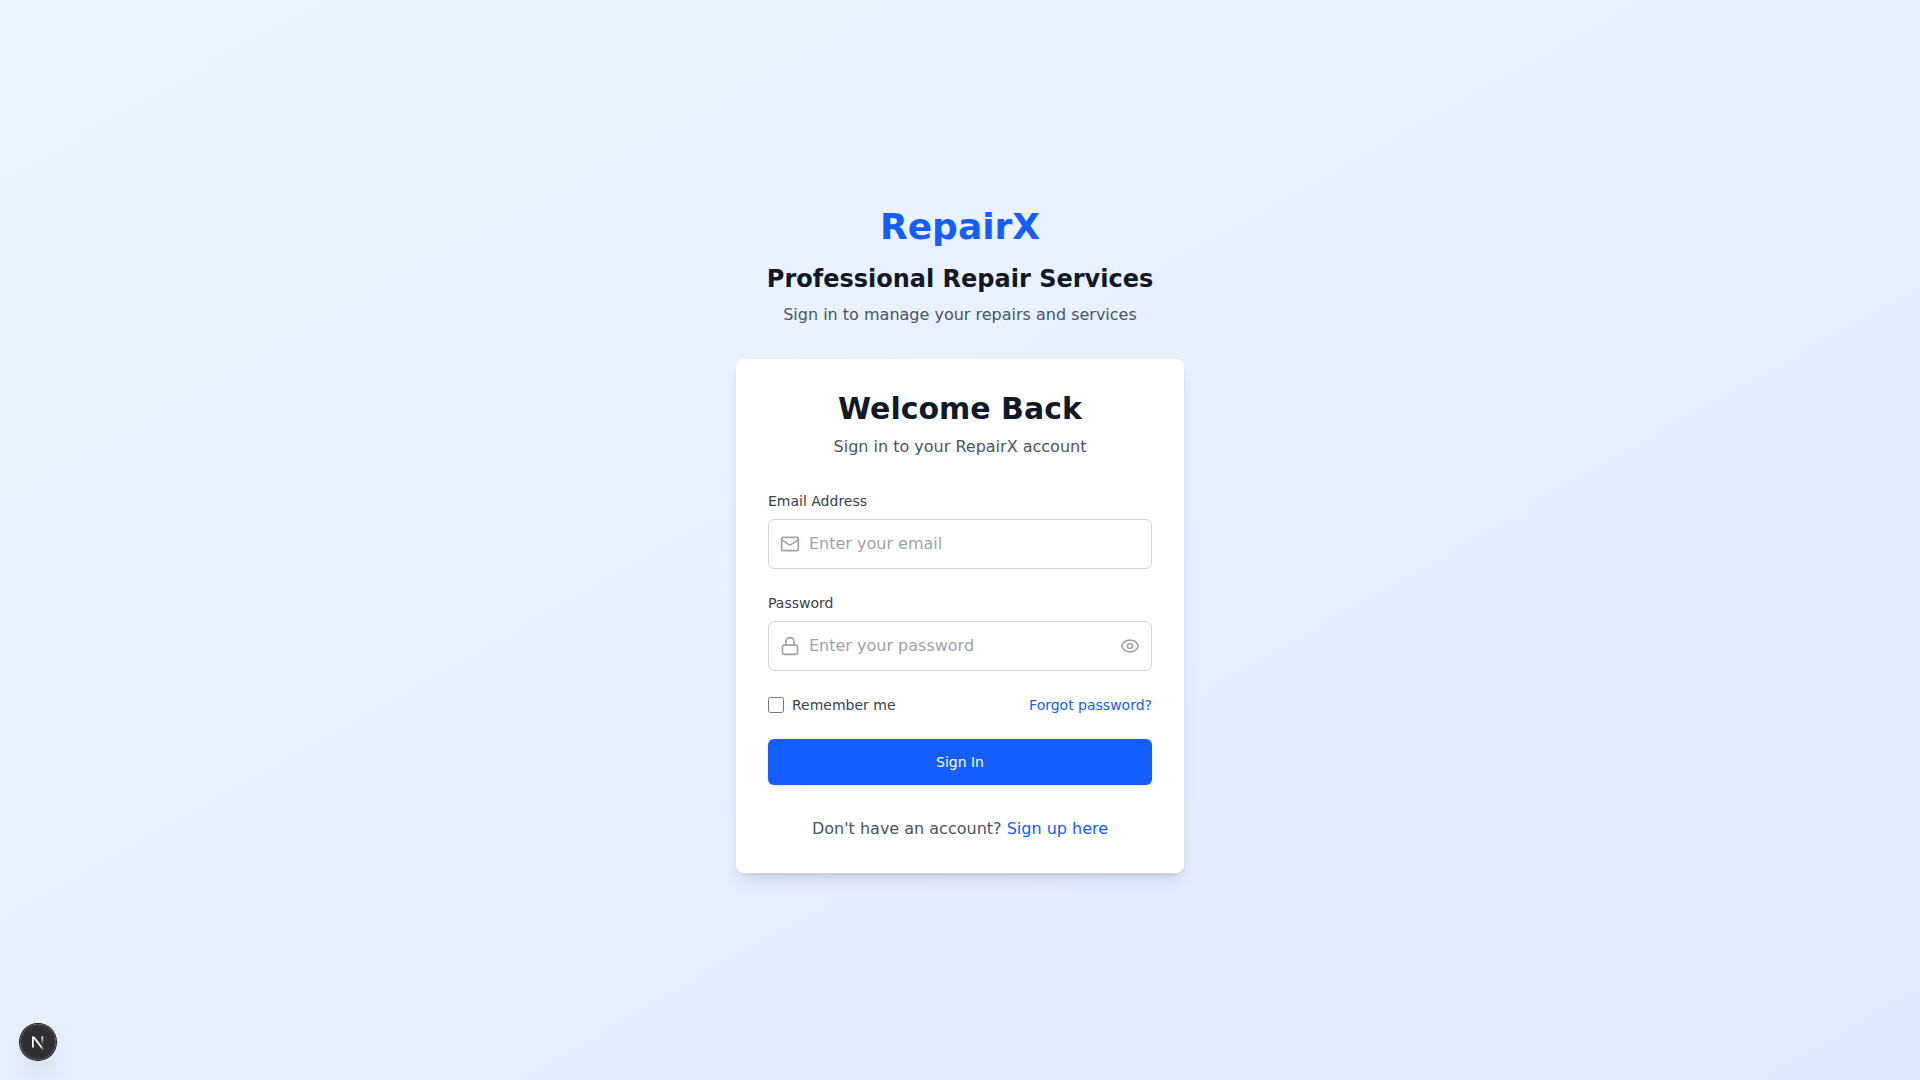 RepairX
Professional Repair Services
Sign in to manage your repairs and services
Welcome Back
Sign in to your RepairX account
Email Address
Enter your email
Password
Enter your password
Remember me
Forgot password?
Sign In
Don't have an account? Sign up here
N